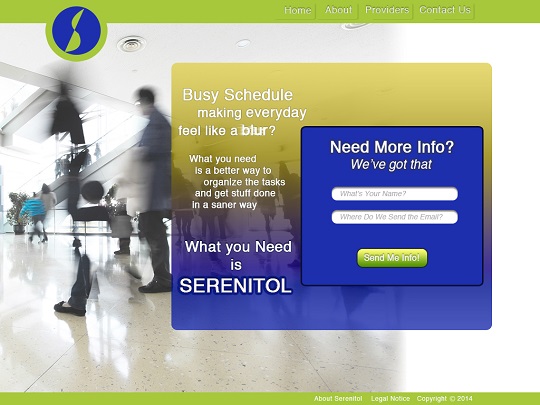 Home About Providers Contact Us
Busy Schedule
making everyday
feel like a blur?
What you need
is a better way to
organize the tasks
and get stuff done
in a saner way
What you Need
is
SERENITOL
Need More Info?
We've got that
What's Your Name?
Where Do We Send the Email?
Send Me Info!
About Serenitol Legal Notice Copyright © 2014